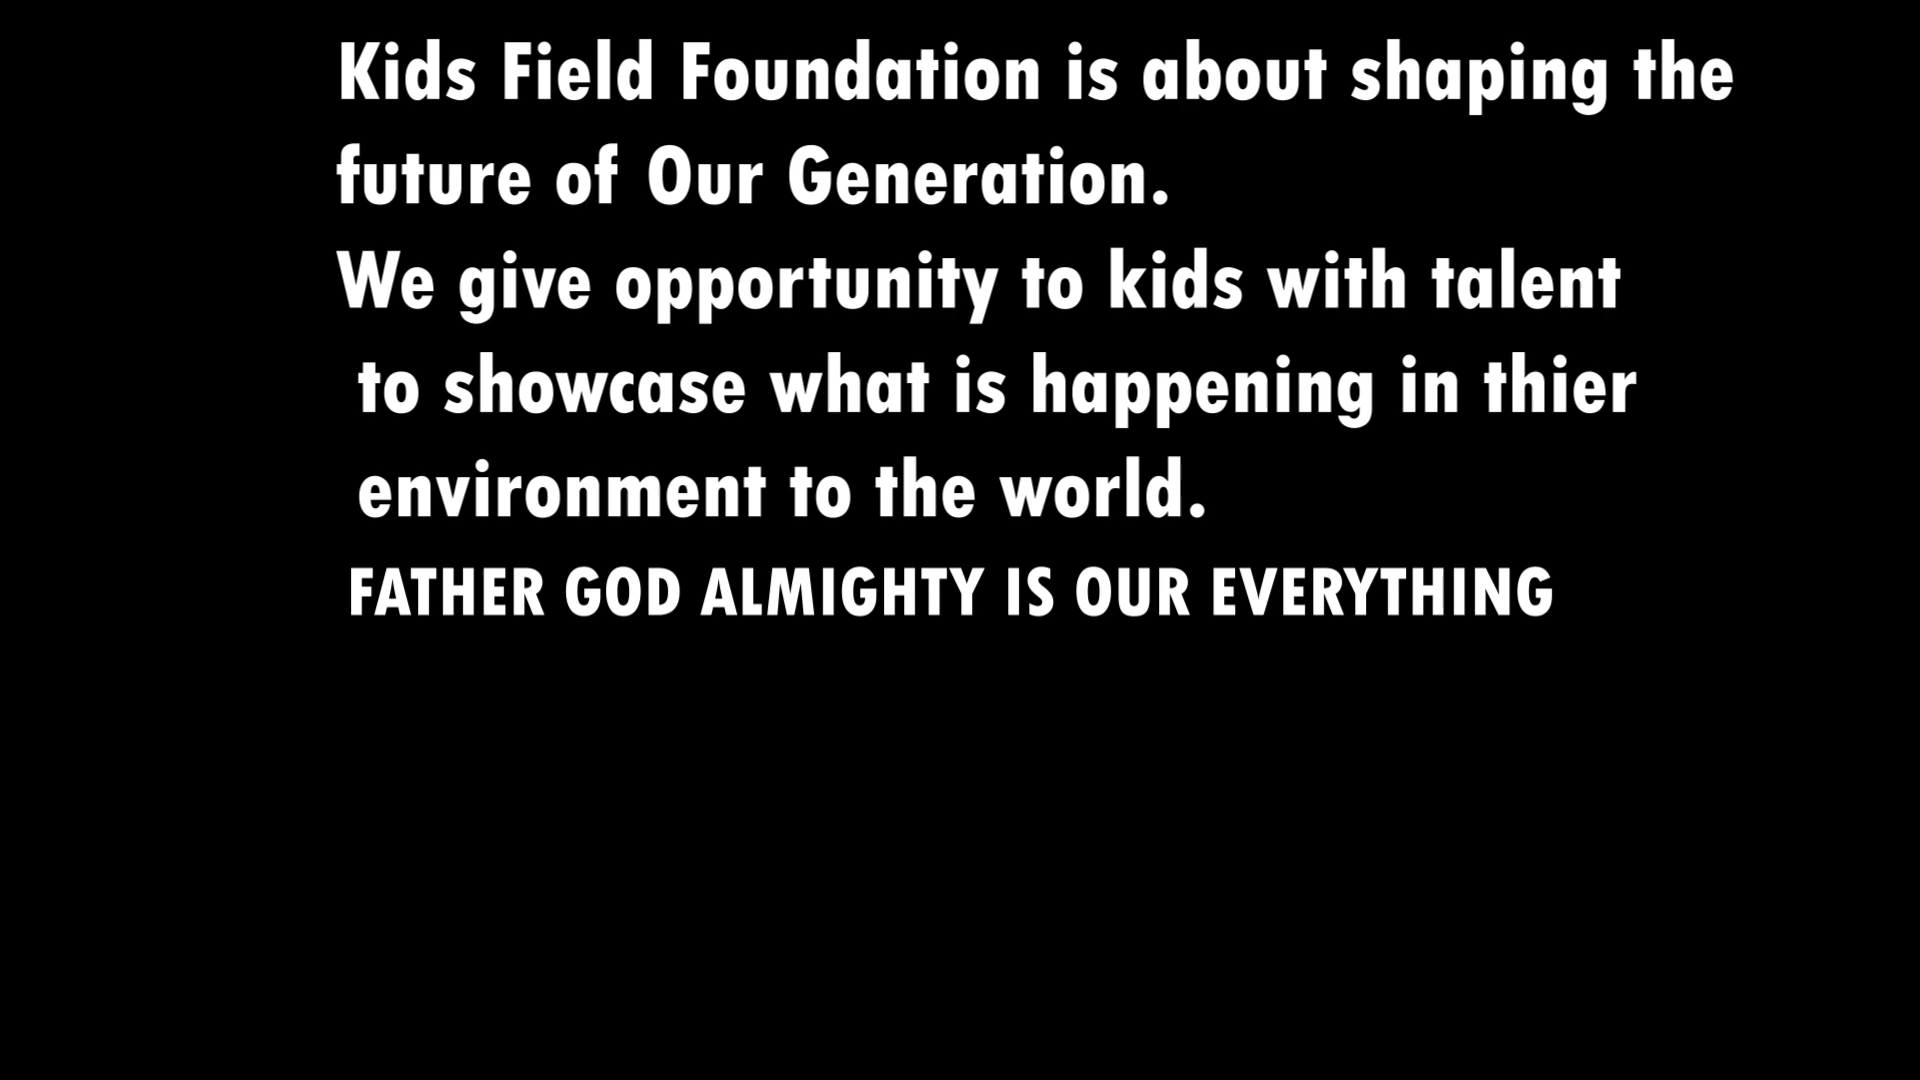 Kids Field Foundation is about shaping the
future of Our Generation.
We give opportunity to kids with talent
to showcase what is happening in thier
environment to the world.
FATHER GOD ALMIGHTY IS OUR EVERYTHING